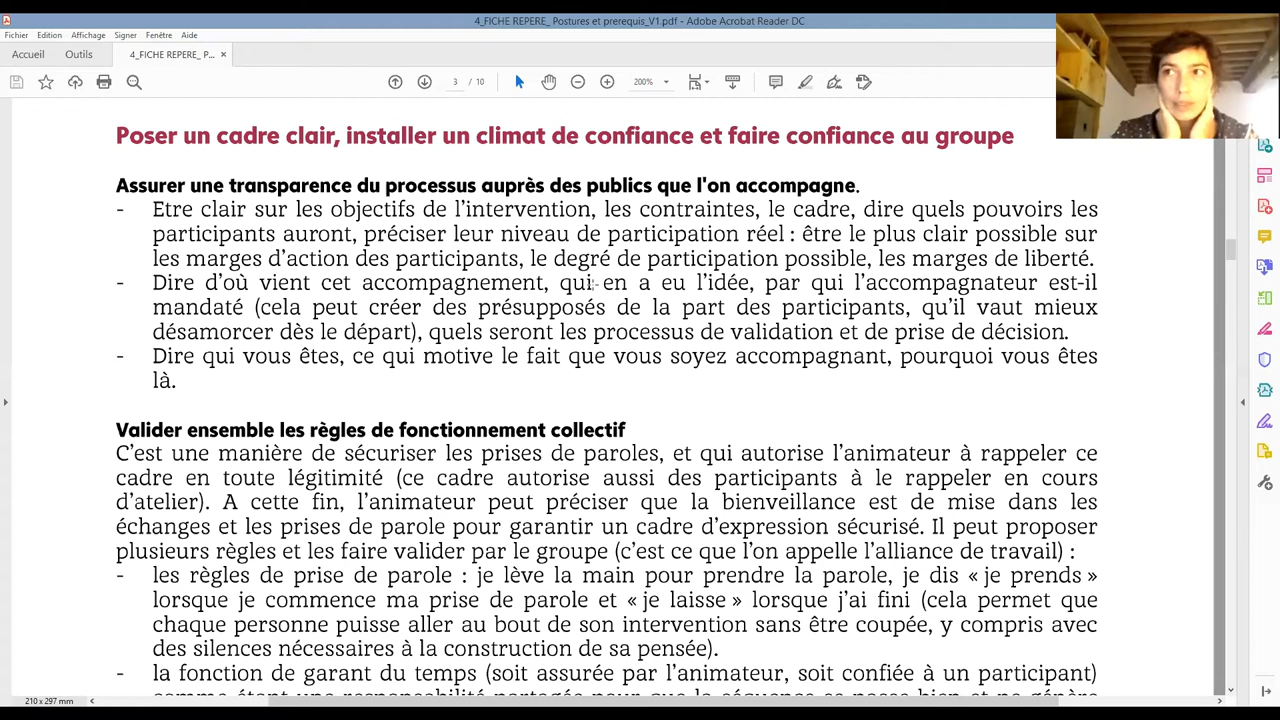 4_FICHE REPERE_ Postures et prerequis_V1.pdf - Adobe Acrobat Reader DC
Fichier Edition Affichage Signer Fenêtre Aide
Accueil Outils 4_FICHE REPERE_ P... ×
3 / 10 200%
Poser un cadre clair, installer un climat de confiance et faire confiance au groupe
Assurer une transparence du processus auprès des publics que l'on accompagne.
- Etre clair sur les objectifs de l’intervention, les contraintes, le cadre, dire quels pouvoirs les
participants auront, préciser leur niveau de participation réel : être le plus clair possible sur
les marges d’action des participants, le degré de participation possible, les marges de liberté.
- Dire d’où vient cet accompagnement, qui en a eu l’idée, par qui l’accompagnateur est-il
mandaté (cela peut créer des présupposés de la part des participants, qu’il vaut mieux
désamorcer dès le départ), quels seront les processus de validation et de prise de décision.
- Dire qui vous êtes, ce qui motive le fait que vous soyez accompagnant, pourquoi vous êtes
là.
Valider ensemble les règles de fonctionnement collectif
C’est une manière de sécuriser les prises de paroles, et qui autorise l’animateur à rappeler ce
cadre en toute légitimité (ce cadre autorise aussi des participants à le rappeler en cours
d’atelier). A cette fin, l’animateur peut préciser que la bienveillance est de mise dans les
échanges et les prises de parole pour garantir un cadre d’expression sécurisé. Il peut proposer
plusieurs règles et les faire valider par le groupe (c’est ce que l’on appelle l’alliance de travail) :
- les règles de prise de parole : je lève la main pour prendre la parole, je dis « je prends »
lorsque je commence ma prise de parole et « je laisse » lorsque j’ai fini (cela permet que
chaque personne puisse aller au bout de son intervention sans être coupée, y compris avec
des silences nécessaires à la construction de sa pensée).
- la fonction de garant du temps (soit assurée par l’animateur, soit confiée à un participant)
comme étant une responsabilité partagée pour que la séquence se passe bien et ne génère
210 x 297 mm